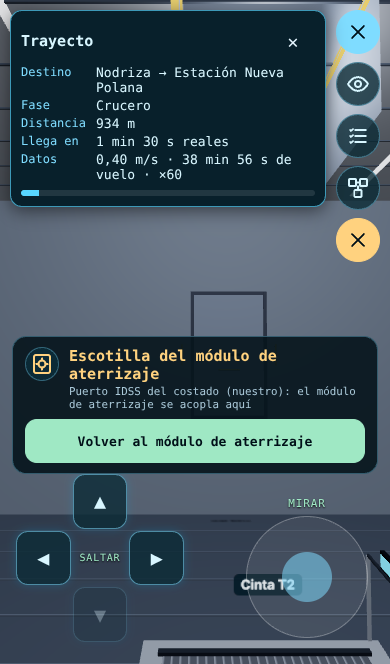 Trayecto
Destino Nodriza → Estación Nueva
Polana
Fase Crucero
Distancia 934 m
Llega en 1 min 30 s reales
Datos 0,40 m/s · 38 min 56 s de
vuelo · ×60
Escotilla del módulo de
aterrizaje
Puerto IDSS del costado (nuestro): el módulo
de aterrizaje se acopla aquí
Volver al módulo de aterrizaje
MIRAR
SALTAR
Cinta T2